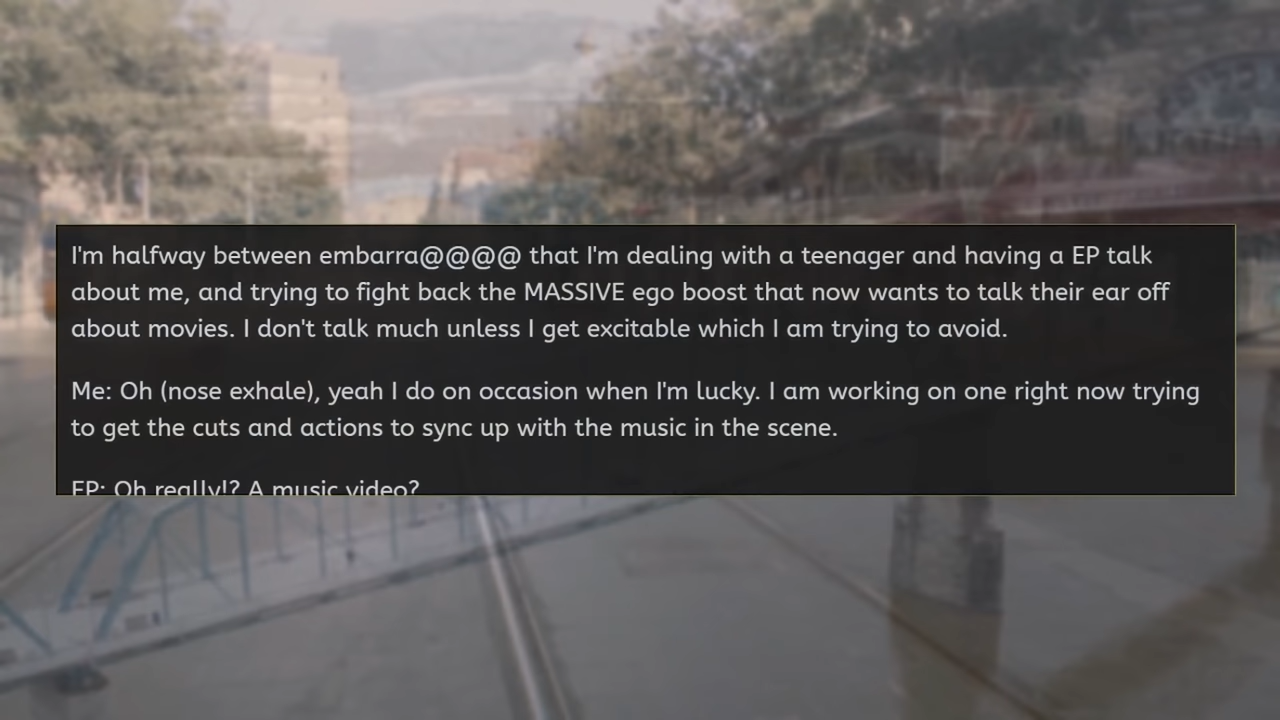 I'm halfway between embarra@@@@ that I'm dealing with a teenager and having a EP talk
about me, and trying to fight back the MASSIVE ego boost that now wants to talk their ear off
about movies. I don't talk much unless I get excitable which I am trying to avoid.
Me: Oh (nose exhale), yeah I do on occasion when I'm lucky. I am working on one right now trying
to get the cuts and actions to sync up with the music in the scene.
EP: Oh really!? A music video?